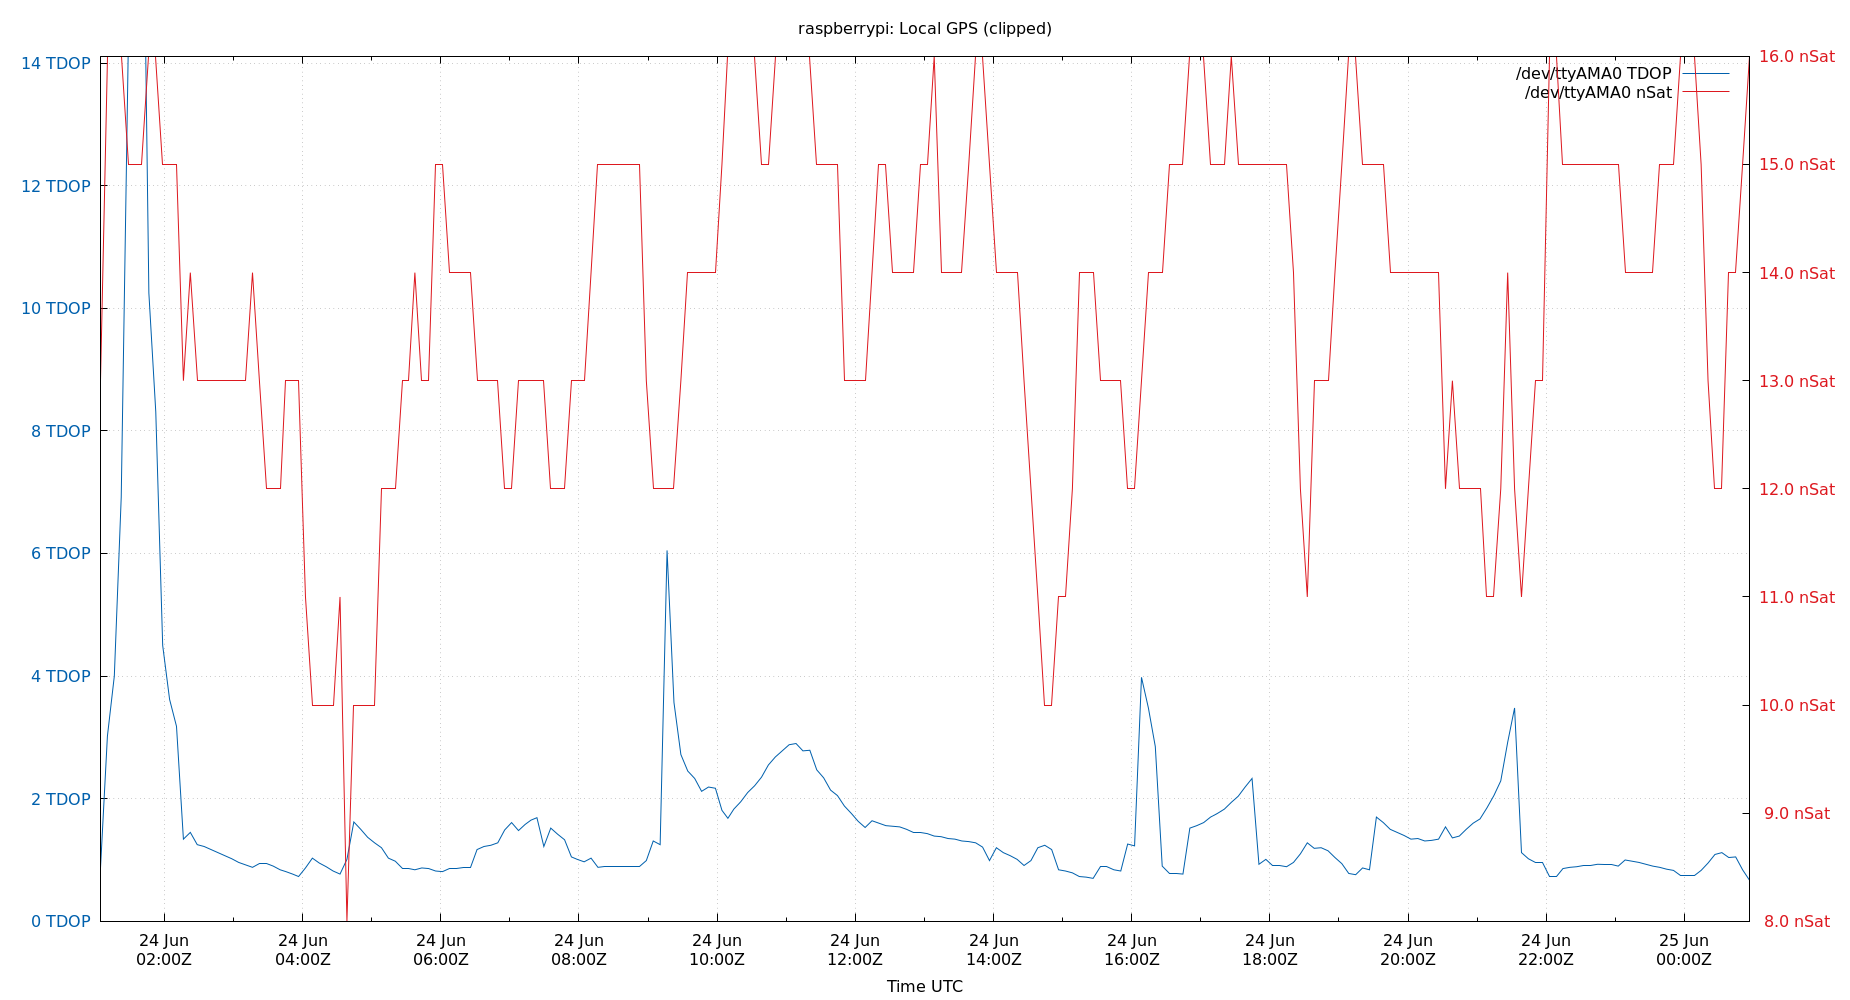 raspberrypi: Local GPS (clipped)
14 TDOP
12 TDOP
10 TDOP
8 TDOP
6 TDOP
4 TDOP
2 TDOP
0 TDOP
16.0 nSat
15.0 nSat
14.0 nSat
13.0 nSat
12.0 nSat
11.0 nSat
10.0 nSat
9.0 nSat
8.0 nSat
/dev/ttyAMA0 TDOP
/dev/ttyAMA0 nSat
24 Jun 24 Jun 24 Jun 24 Jun 24 Jun 24 Jun 24 Jun 24 Jun 24 Jun 24 Jun 24 Jun 25 Jun
02:00Z 04:00Z 06:00Z 08:00Z 10:00Z 12:00Z 14:00Z 16:00Z 18:00Z 20:00Z 22:00Z 00:00Z
Time UTC